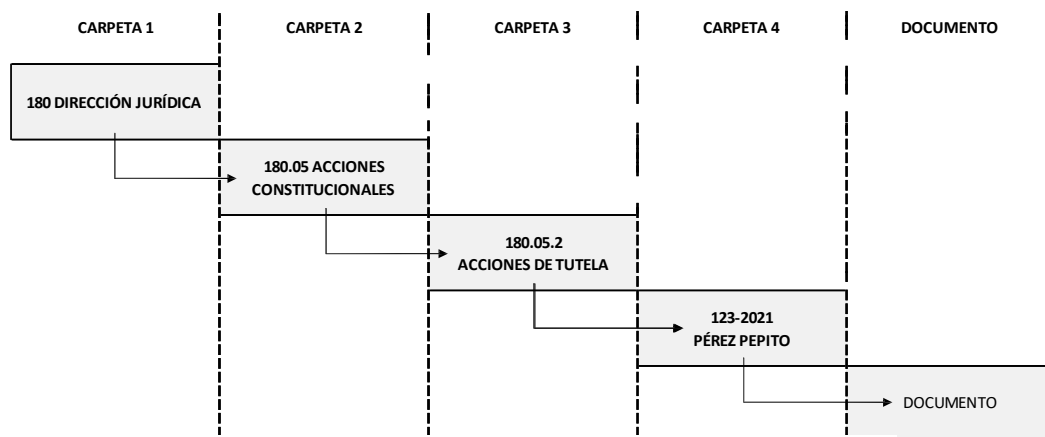 CARPETA 1
CARPETA 2
CARPETA 3
CARPETA 4
DOCUMENTO
180 DIRECCIÓN JURÍDICA
180.05 ACCIONES
CONSTITUCIONALES
180.05.2
ACCIONES DE TUTELA
123-2021
PÉREZ PEPITO
DOCUMENTO